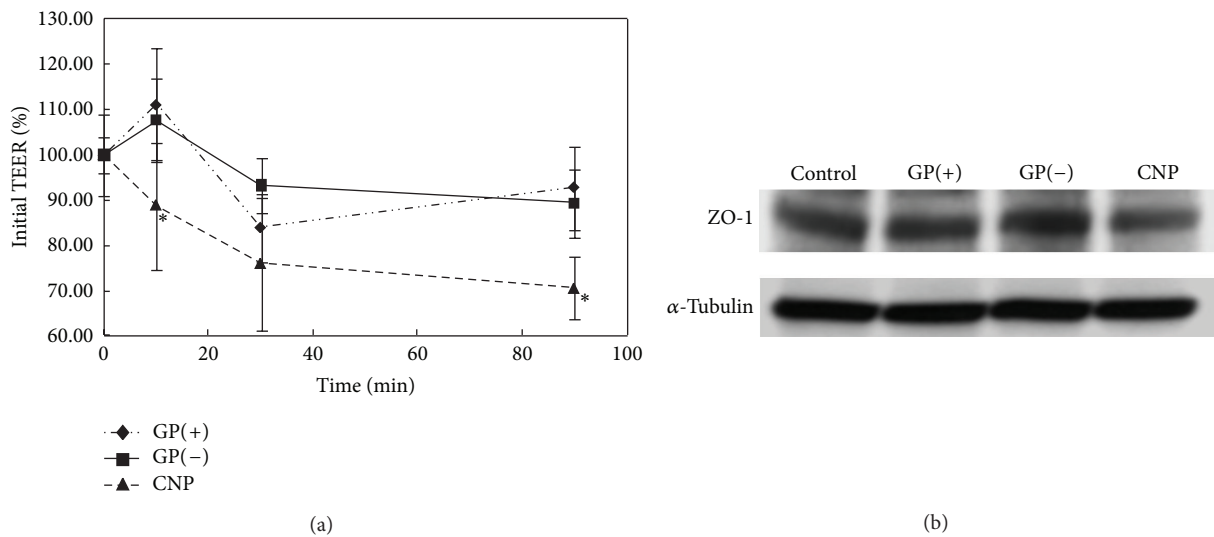 130.00
120.00
110.00
100.00
90.00
80.00
70.00
60.00
Initial TEER (%)
*
*
0 20 40 60 80 100
Time (min)
GP(+)
GP(−)
CNP
(a)
Control GP(+) GP(−) CNP
ZO-1
α-Tubulin
(b)